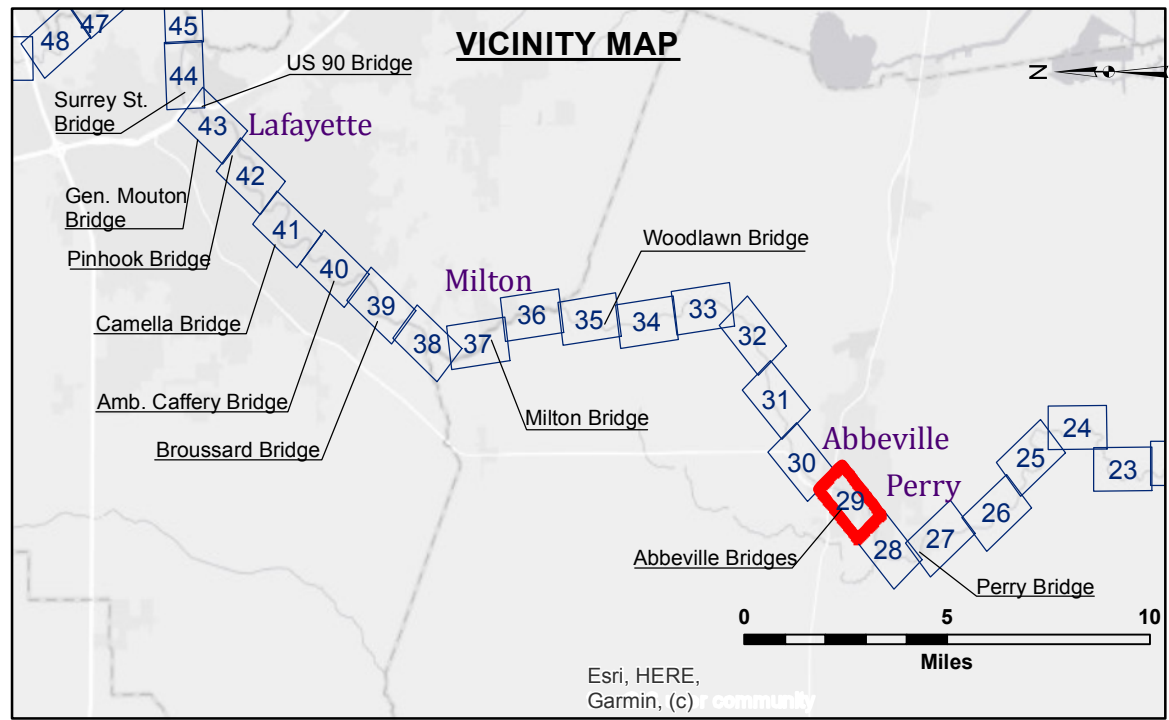 VICINITY MAP
48
47
45
44
US 90 Bridge
Surrey St.
Bridge
43
Lafayette
N
42
Gen. Mouton
Bridge
Pinhook Bridge
41
40
Woodlawn Bridge
Milton
39
36
35
34
33
Camella Bridge
38
37
32
Amb. Caffery Bridge
31
Milton Bridge
Broussard Bridge
24
Abbeville
30
25
23
29
Perry
26
Abbeville Bridges
28
27
Perry Bridge
0
5
10
Miles
Esri, HERE,
Garmin, (c)
community